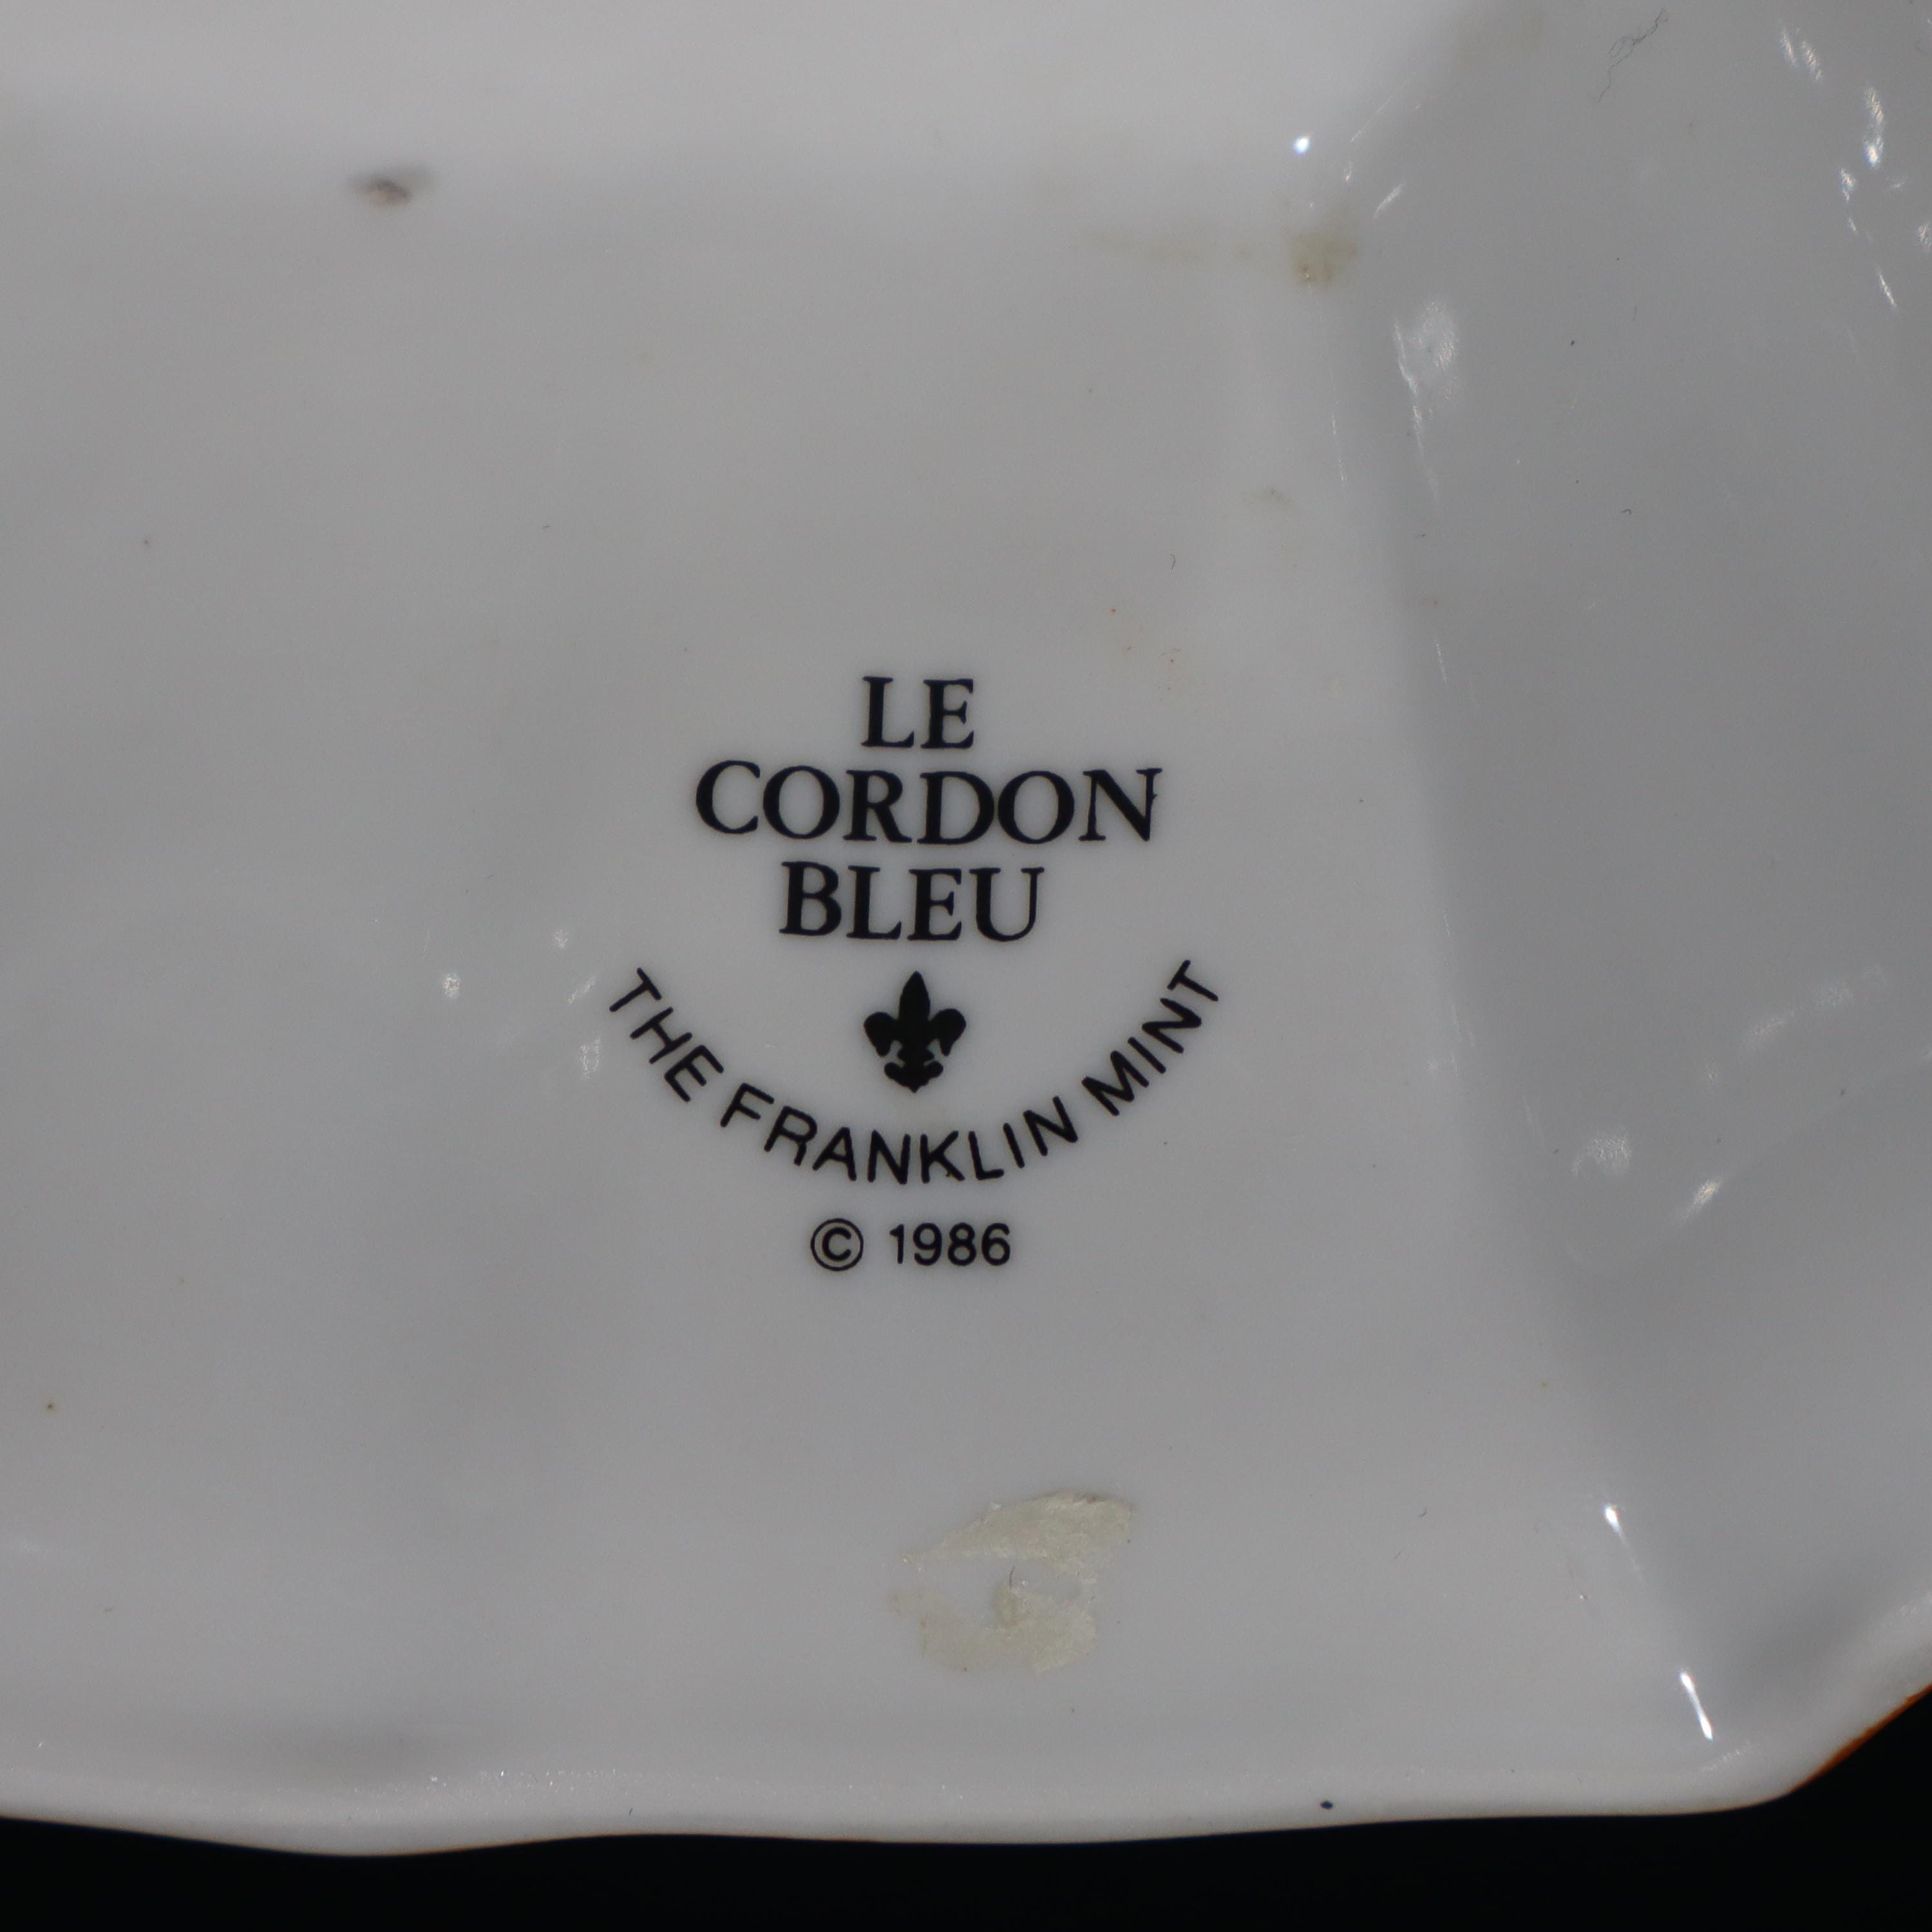 LE
CORDON
BLEU
THE FRANKLIN MINT
© 1986